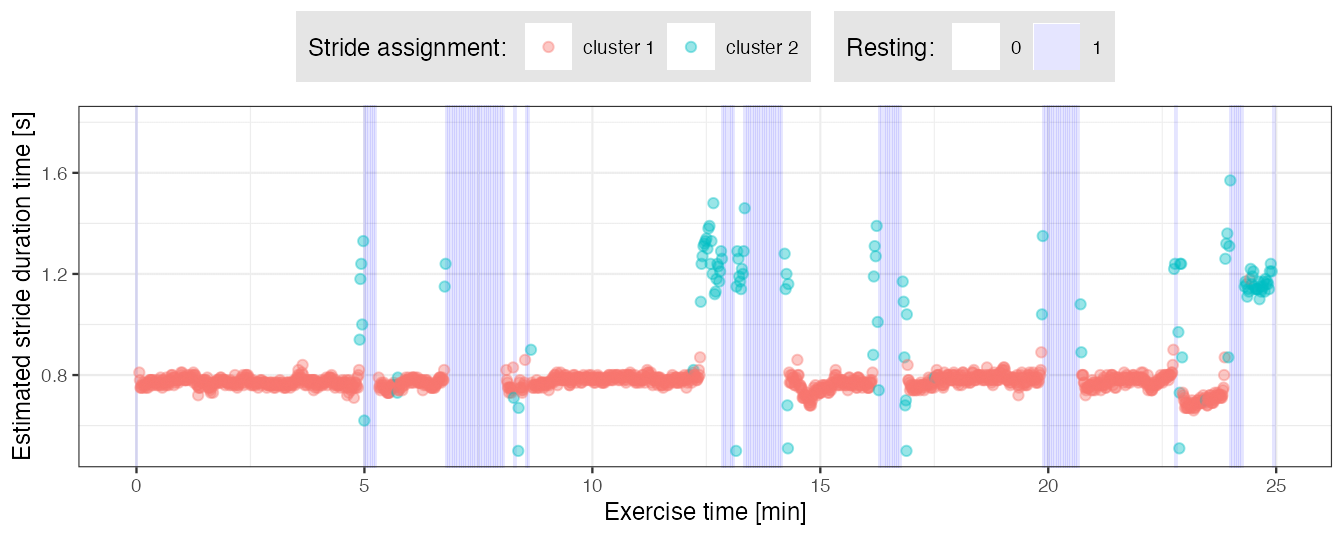 Stride assignment: cluster 1 cluster 2 Resting: 0 1
Estimated stride duration time [s]
1.6
1.2
0.8
0 5 10 15 20 25
Exercise time [min]